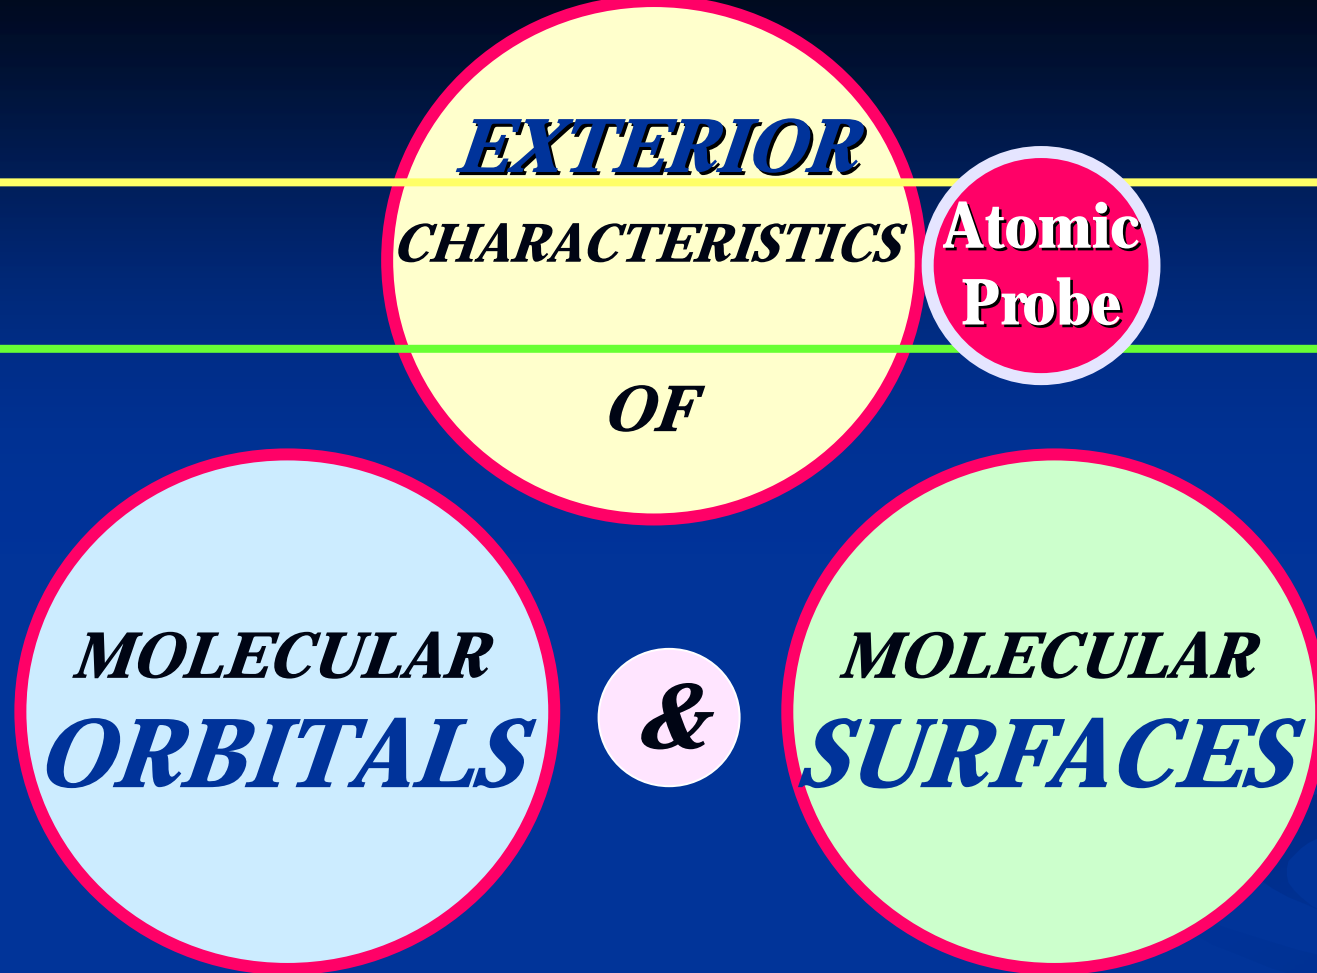 EXTERIOR
CHARACTERISTICS
OF
Atomic
Probe
MOLECULAR
ORBITALS
&
MOLECULAR
SURFACES